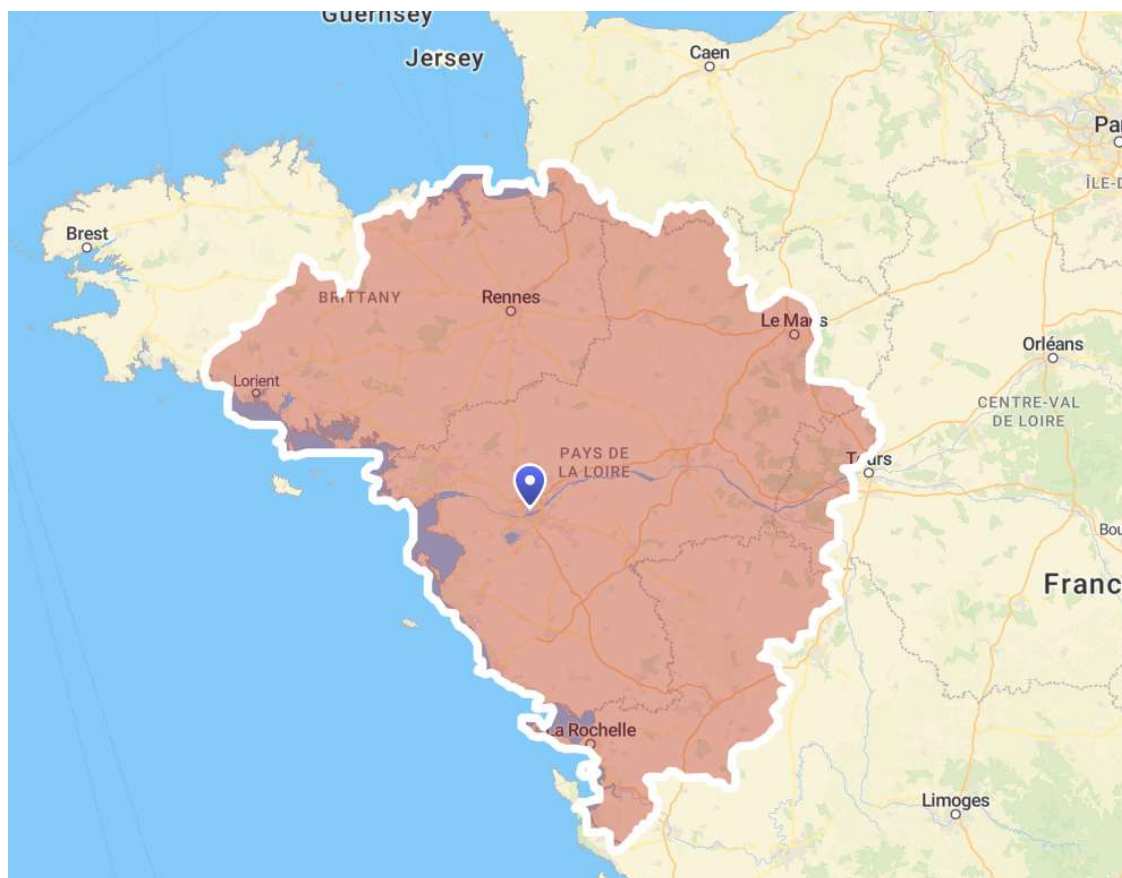 Guernsey
Jersey
Caen
Par
ÎLE-D
Brest
BRITTANY
Rennes
Le Mans
Orléans
Lorient
CENTRE-VAL
DE LOIRE
PAYS DE
LA LOIRE
Tours
Bou
Franc
La Rochelle
Limoges